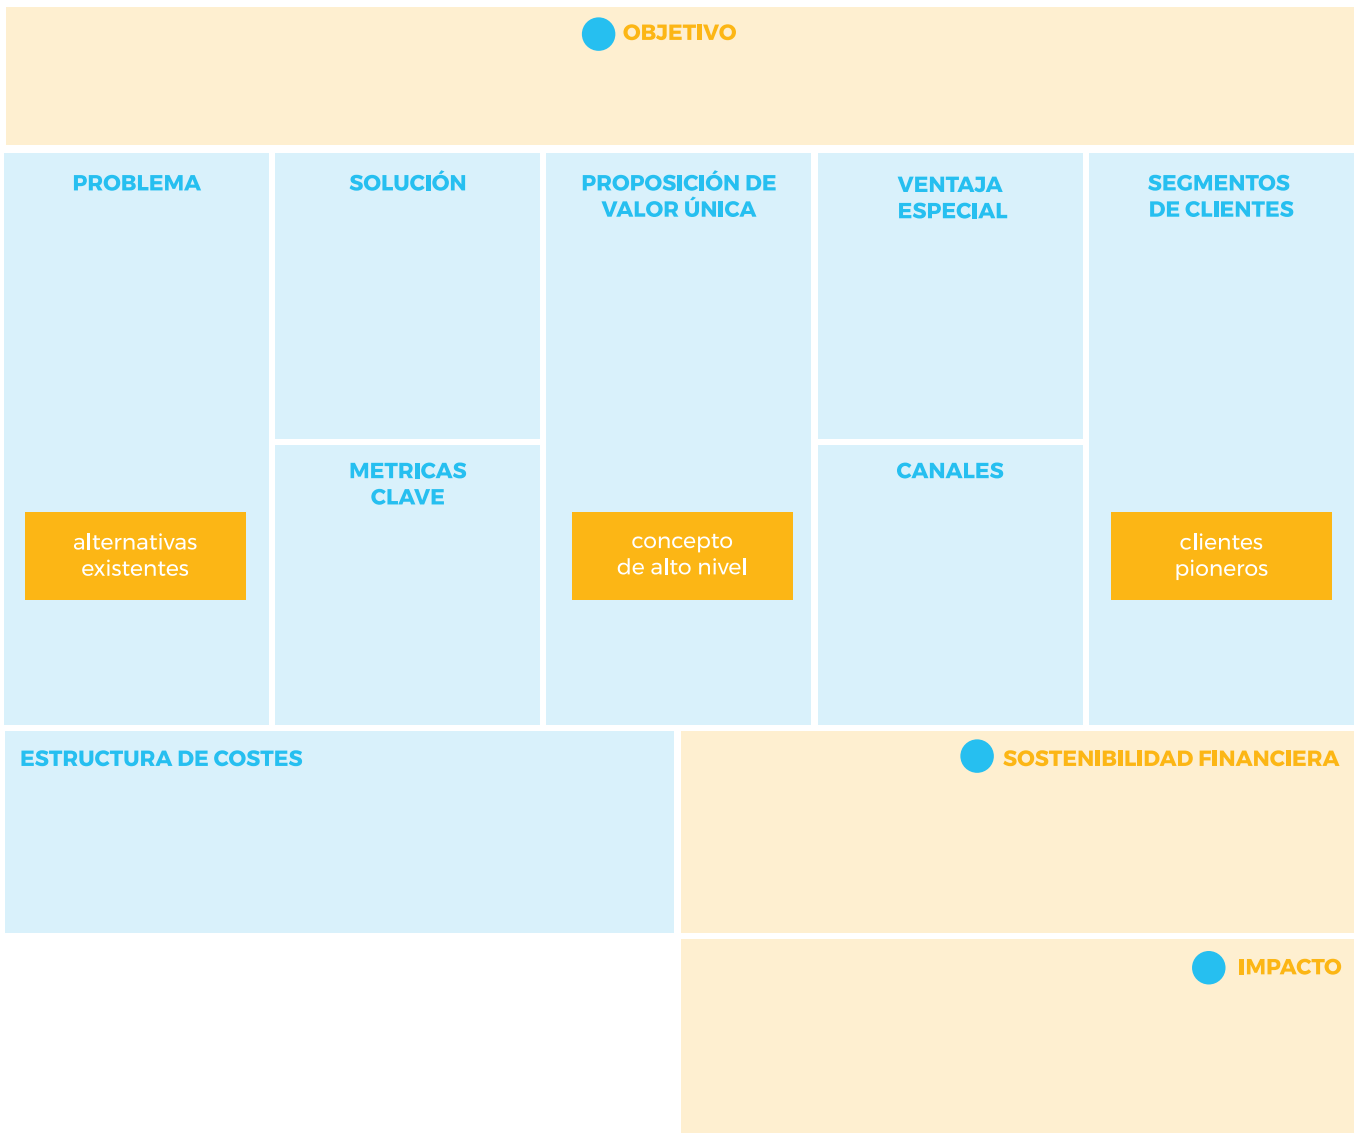 OBJETIVO
PROBLEMA
alternativas
existentes
SOLUCIÓN
METRICAS
CLAVE
PROPOSICIÓN DE
VALOR ÚNICA
concepto
de alto nivel
VENTAJA
ESPECIAL
CANALES
SEGMENTOS
DE CLIENTES
clientes
pioneros
ESTRUCTURA DE COSTES
SOSTENIBILIDAD FINANCIERA
IMPACTO